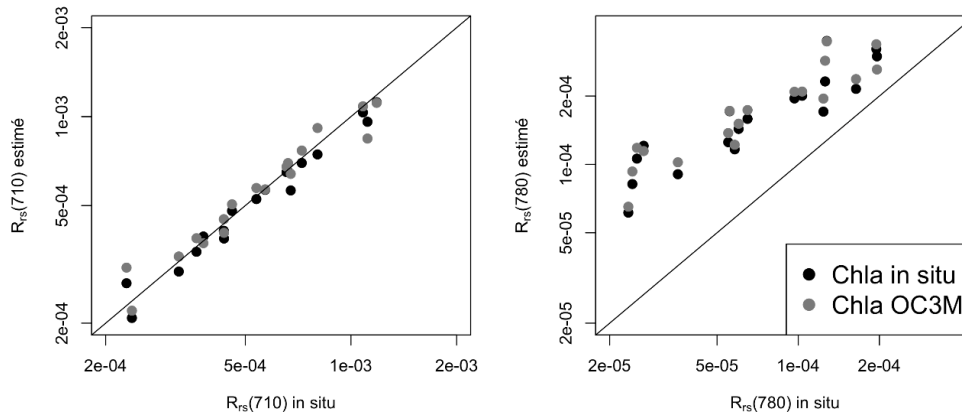 2e-03
1e-03
5e-04
2e-04
Rrs(710) estimé
2e-04 5e-04 1e-03 2e-03
Rrs(710) in situ
2e-04
1e-04
5e-05
2e-05
Rrs(780) estimé
2e-05 5e-05 1e-04 2e-04
Rrs(780) in situ
Chla in situ
Chla OC3M